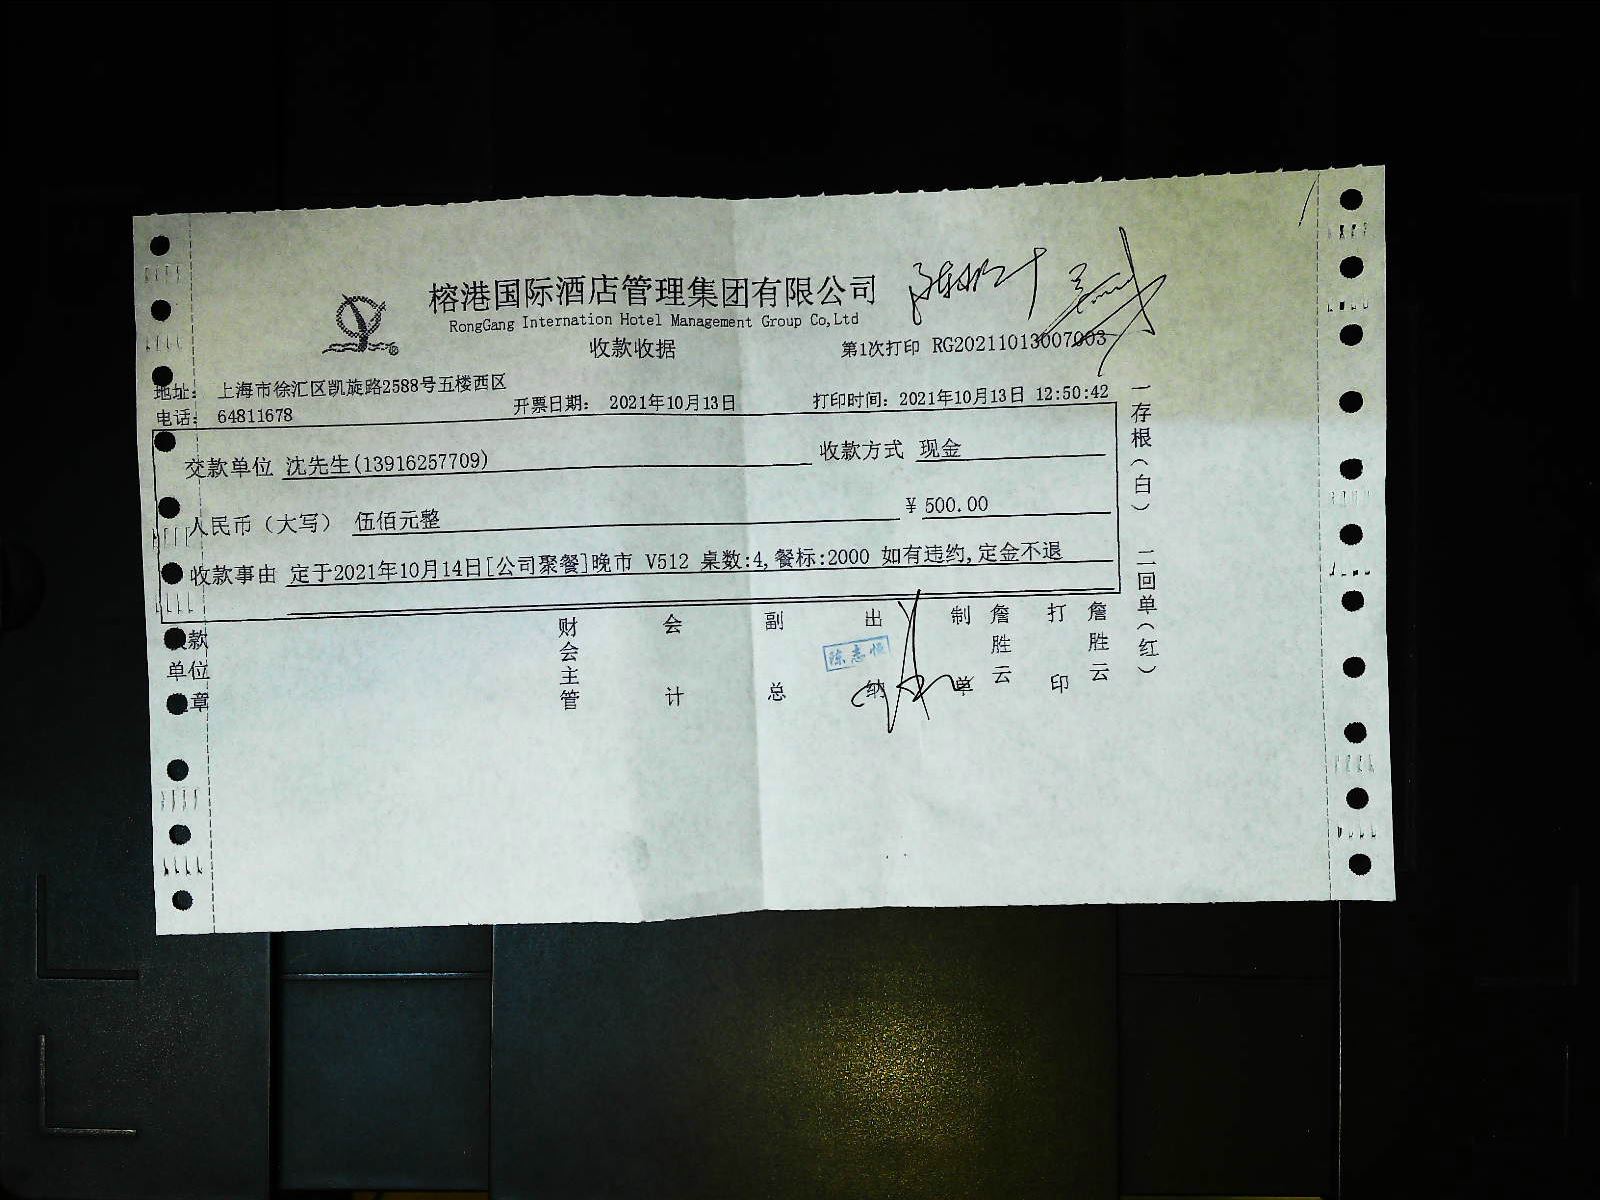 榕港国际酒店管理集团有限公司
RongGang Internation Hotel Management Group Co,Ltd
收款收据
第1次打印 RG20211013007003
地址: 上海市徐汇区凯旋路2588号五楼西区
电话: 64811678
开票日期: 2021年10月13日
打印时间: 2021年10月13日 12:50:42
交款单位 沈先生(13916257709)
收款方式 现金
人民币（大写） 伍佰元整
¥ 500.00
收款事由 定于2021年10月14日[公司聚餐]晚市 V512 桌数:4,餐标:2000 如有违约,定金不退
款单位 章
财会主管
会计
副总
出纳
陈志恒
制单
詹胜云
打印
詹胜云
一存根（白） 二回单（红）